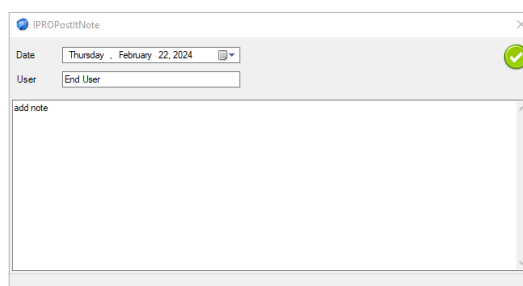 IPROPostItNote
Date Thursday , February 22, 2024
User End User
add note